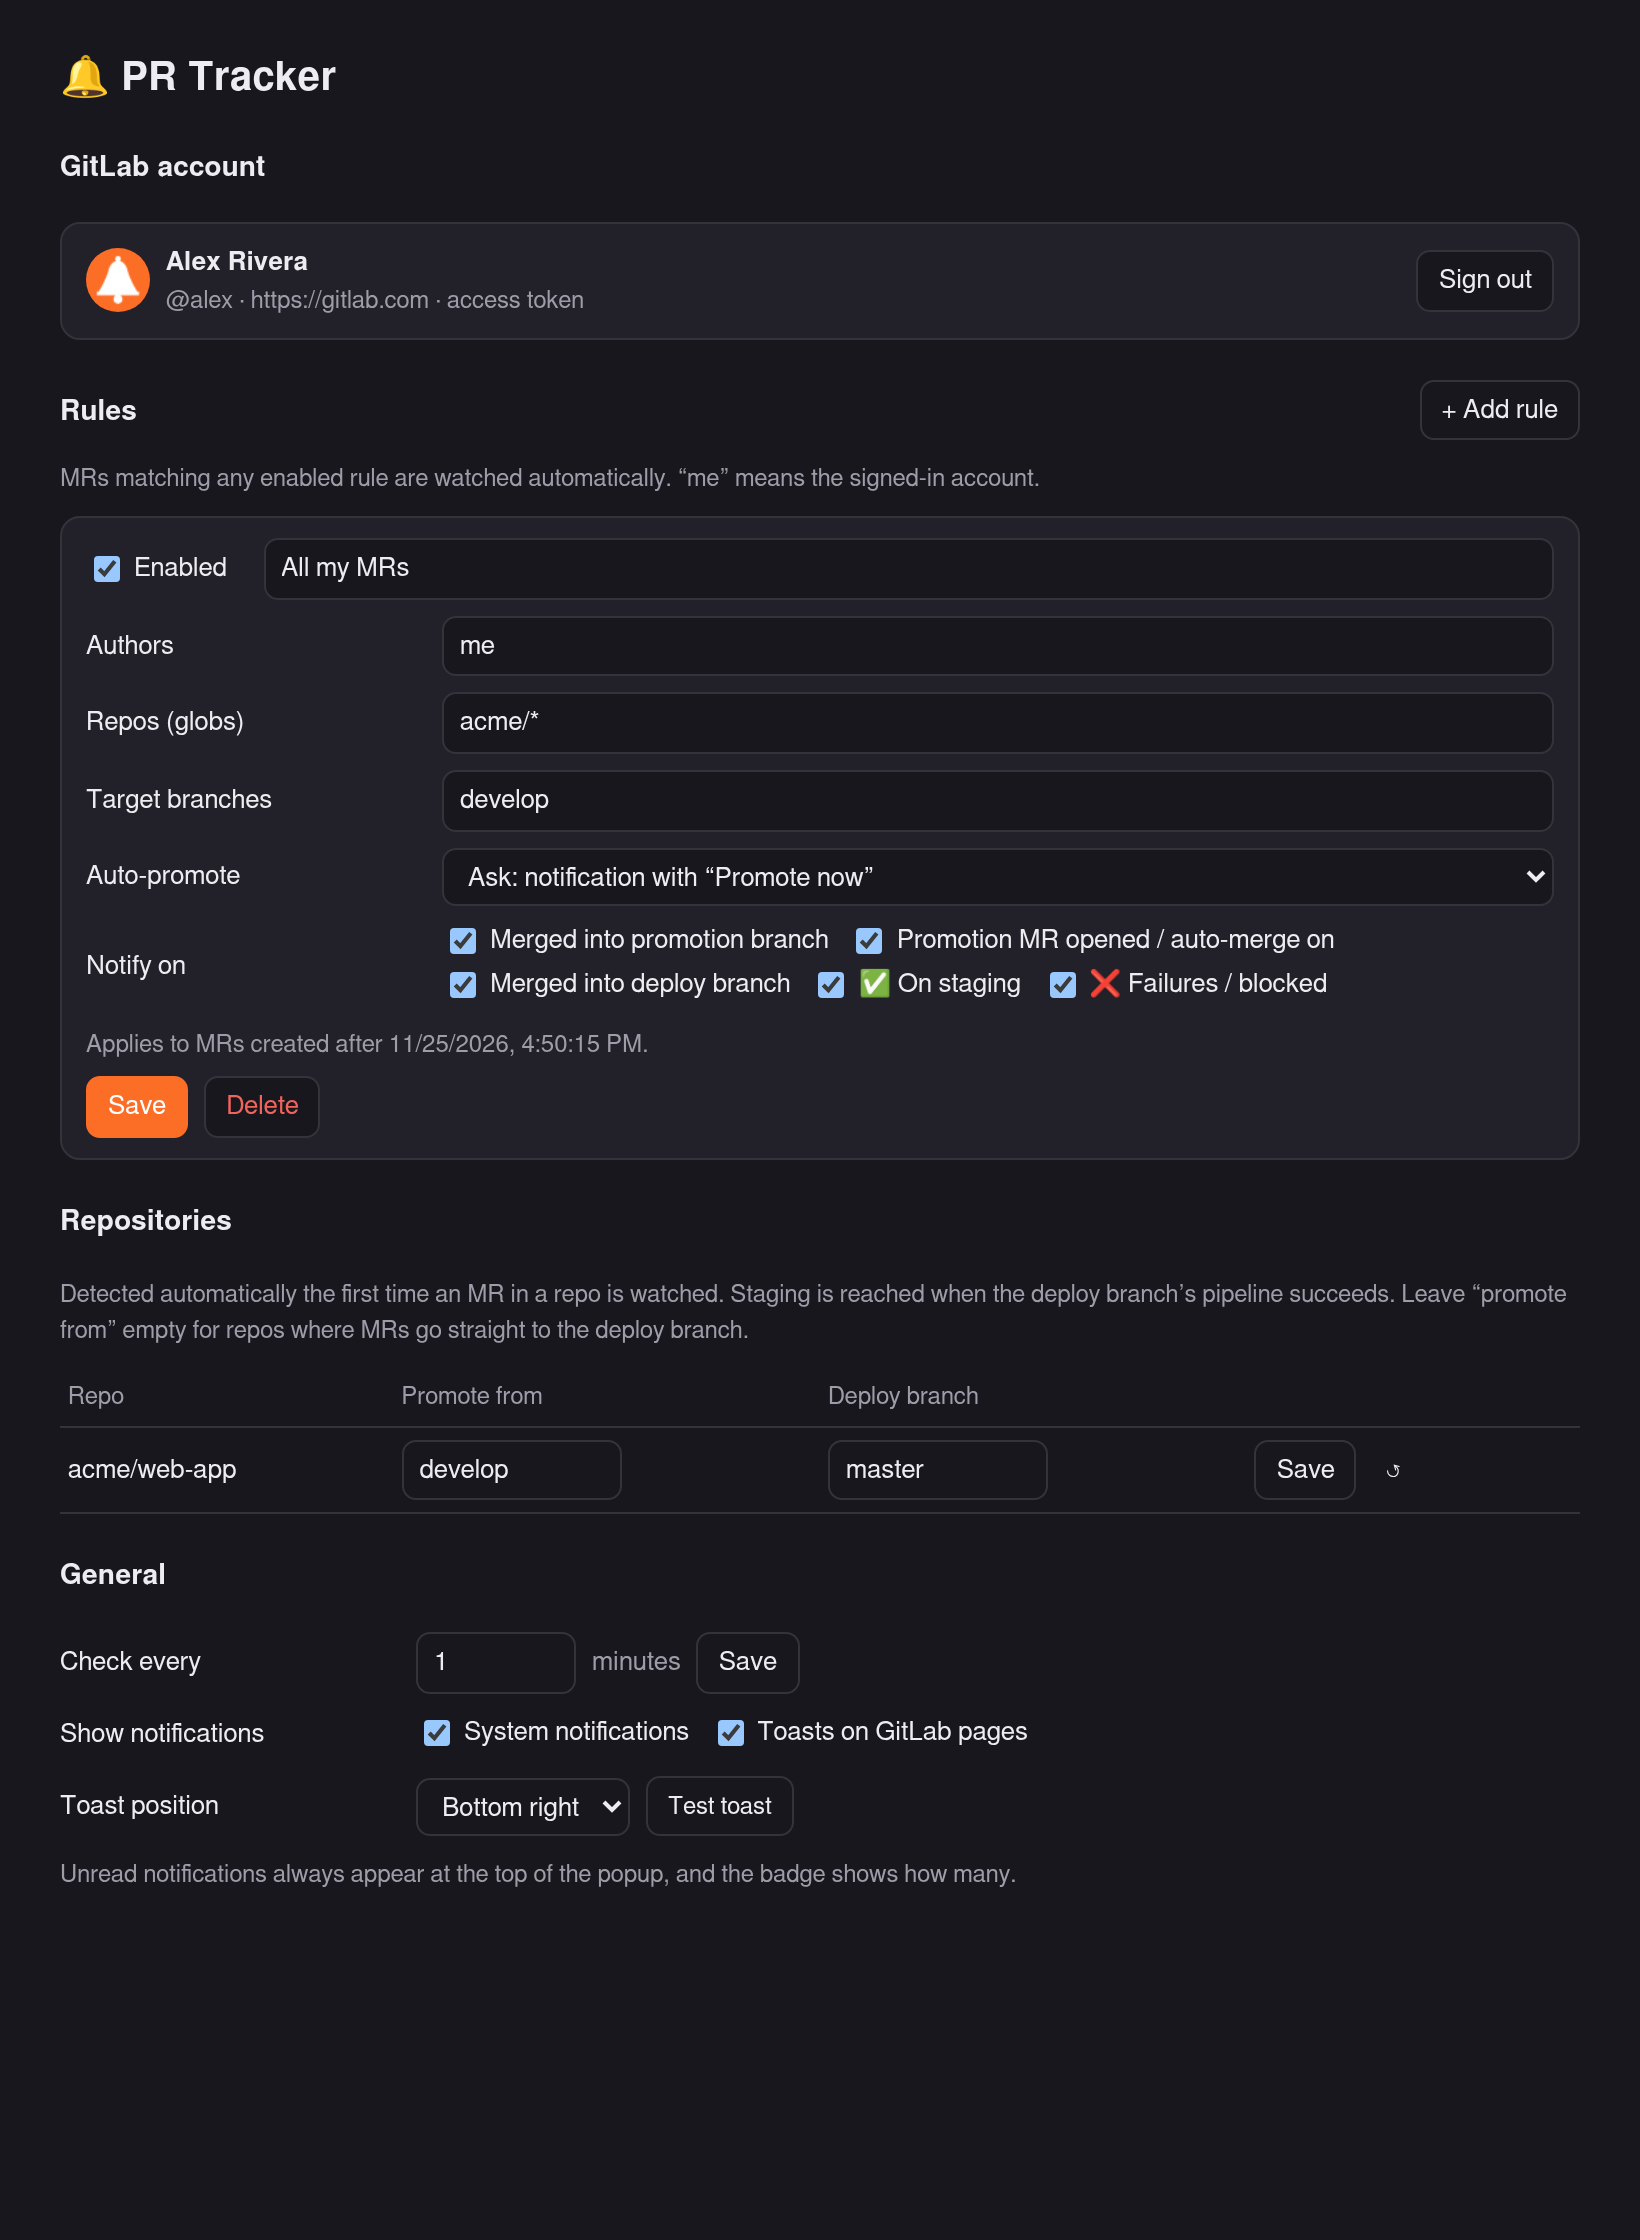 🔔 PR Tracker
GitLab account
Alex Rivera
@alex · https://gitlab.com · access token
Sign out
Rules
+ Add rule
MRs matching any enabled rule are watched automatically. “me” means the signed-in account.
Enabled
All my MRs
Authors
me
Repos (globs)
acme/*
Target branches
develop
Auto-promote
Ask: notification with “Promote now”
Notify on
Merged into promotion branch
Promotion MR opened / auto-merge on
Merged into deploy branch
✅ On staging
❌ Failures / blocked
Applies to MRs created after 11/25/2026, 4:50:15 PM.
Save
Delete
Repositories
Detected automatically the first time an MR in a repo is watched. Staging is reached when the deploy branch’s pipeline succeeds. Leave “promote
from” empty for repos where MRs go straight to the deploy branch.
Repo
Promote from
Deploy branch
acme/web-app
develop
master
Save
General
Check every
1
minutes
Save
Show notifications
System notifications
Toasts on GitLab pages
Toast position
Bottom right
Test toast
Unread notifications always appear at the top of the popup, and the badge shows how many.